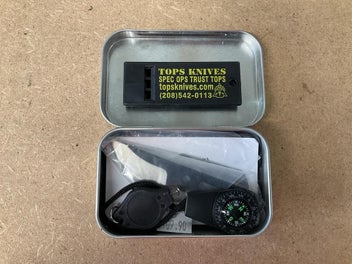 TOPS KNIVES
SPEC OPS TRUST TOPS
topsknives.com
(208)542-0113